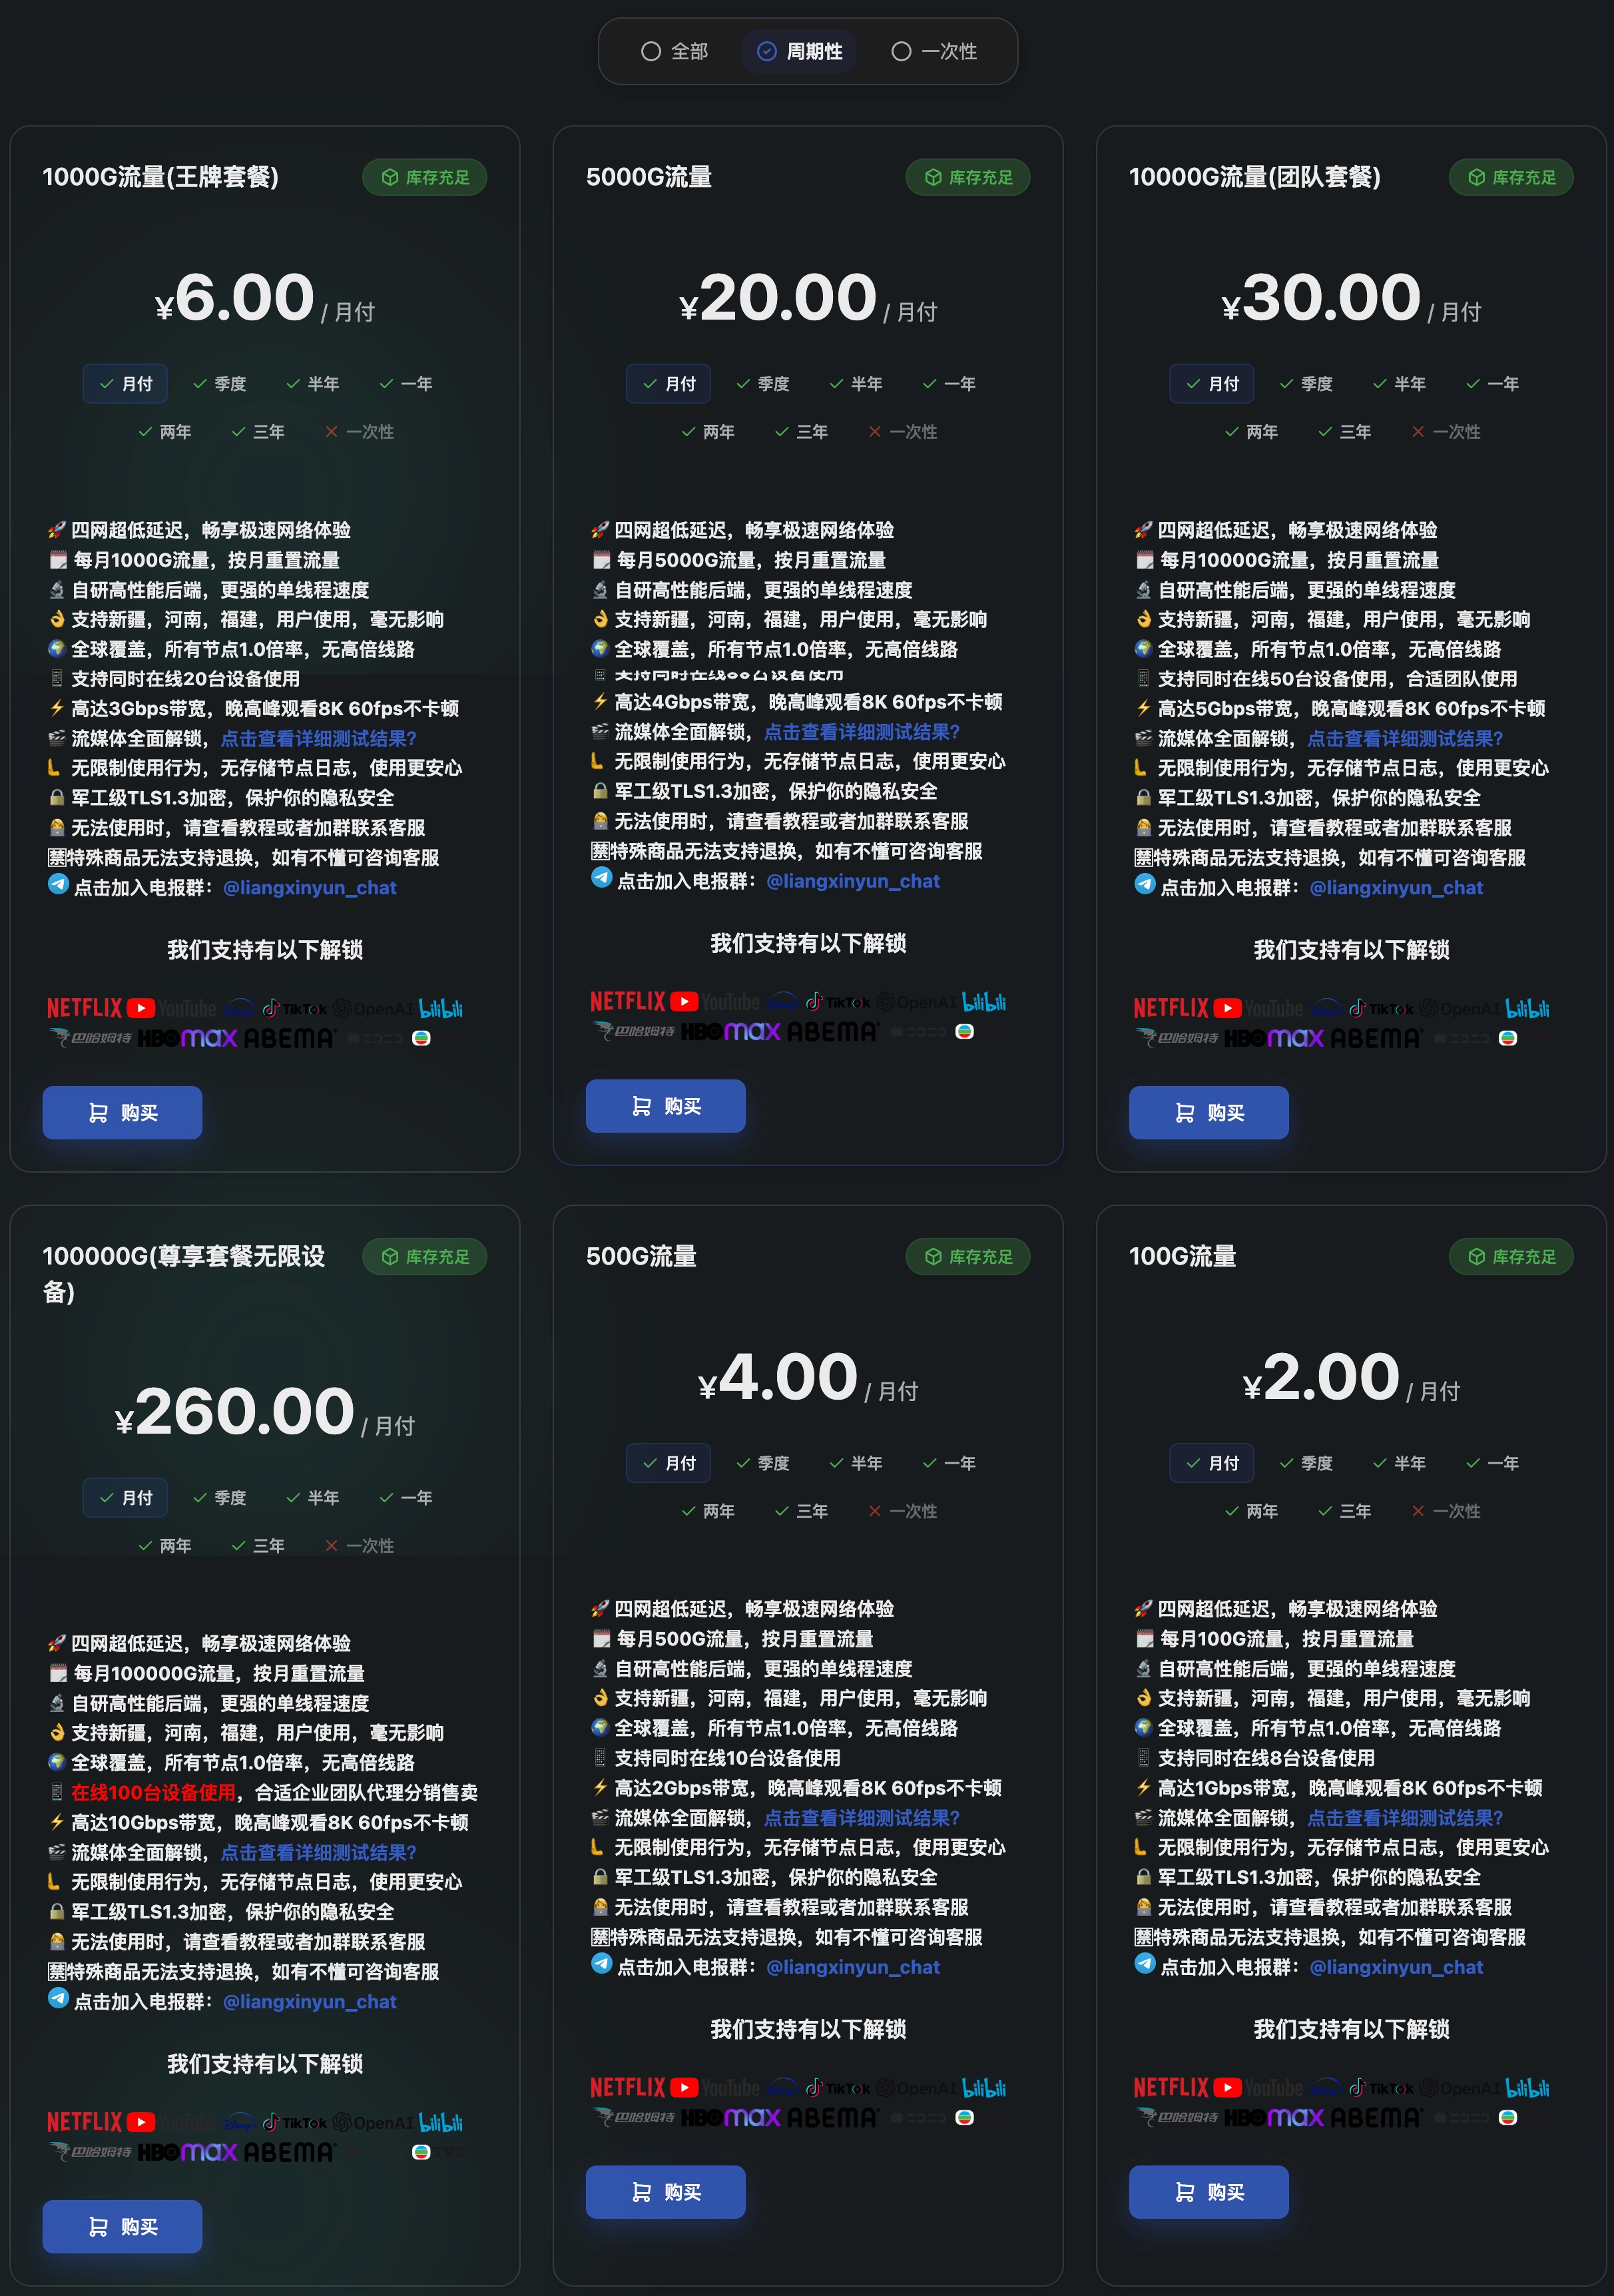 全部 周期性 一次性
1000G流量(王牌套餐) 库存充足
¥6.00 / 月付
月付 季度 半年 一年
两年 三年 一次性
🚀 四网超低延迟，畅享极速网络体验
🗓️ 每月1000G流量，按月重置流量
🔬 自研高性能后端，更强的单线程速度
👌 支持新疆，河南，福建，用户使用，毫无影响
🌍 全球覆盖，所有节点1.0倍率，无高倍线路
📱 支持同时在线20台设备使用
⚡ 高达3Gbps带宽，晚高峰观看8K 60fps不卡顿
🎬 流媒体全面解锁，点击查看详细测试结果?
🦶 无限制使用行为，无存储节点日志，使用更安心
🔒 军工级TLS1.3加密，保护你的隐私安全
🙍 无法使用时，请查看教程或者加群联系客服
🈲特殊商品无法支持退换，如有不懂可咨询客服
点击加入电报群：@liangxinyun_chat
我们支持有以下解锁
NETFLIX YouTube Disney+ TikTok OpenAI bilibili
巴哈姆特 HBOmax ABEMA ニコニコ
购买
5000G流量 库存充足
¥20.00 / 月付
月付 季度 半年 一年
两年 三年 一次性
🚀 四网超低延迟，畅享极速网络体验
🗓️ 每月5000G流量，按月重置流量
🔬 自研高性能后端，更强的单线程速度
👌 支持新疆，河南，福建，用户使用，毫无影响
🌍 全球覆盖，所有节点1.0倍率，无高倍线路
📱 支持同时在线 台设备使用
⚡ 高达4Gbps带宽，晚高峰观看8K 60fps不卡顿
🎬 流媒体全面解锁，点击查看详细测试结果?
🦶 无限制使用行为，无存储节点日志，使用更安心
🔒 军工级TLS1.3加密，保护你的隐私安全
🙍 无法使用时，请查看教程或者加群联系客服
🈲特殊商品无法支持退换，如有不懂可咨询客服
点击加入电报群：@liangxinyun_chat
我们支持有以下解锁
NETFLIX YouTube Disney+ TikTok OpenAI bilibili
巴哈姆特 HBOmax ABEMA ニコニコ
购买
10000G流量(团队套餐) 库存充足
¥30.00 / 月付
月付 季度 半年 一年
两年 三年 一次性
🚀 四网超低延迟，畅享极速网络体验
🗓️ 每月10000G流量，按月重置流量
🔬 自研高性能后端，更强的单线程速度
👌 支持新疆，河南，福建，用户使用，毫无影响
🌍 全球覆盖，所有节点1.0倍率，无高倍线路
📱 支持同时在线50台设备使用，合适团队使用
⚡ 高达5Gbps带宽，晚高峰观看8K 60fps不卡顿
🎬 流媒体全面解锁，点击查看详细测试结果?
🦶 无限制使用行为，无存储节点日志，使用更安心
🔒 军工级TLS1.3加密，保护你的隐私安全
🙍 无法使用时，请查看教程或者加群联系客服
🈲特殊商品无法支持退换，如有不懂可咨询客服
点击加入电报群：@liangxinyun_chat
我们支持有以下解锁
NETFLIX YouTube Disney+ TikTok OpenAI bilibili
巴哈姆特 HBOmax ABEMA ニコニコ
购买
100000G(尊享套餐无限设 库存充足
备)
¥260.00 / 月付
月付 季度 半年 一年
两年 三年 一次性
🚀 四网超低延迟，畅享极速网络体验
🗓️ 每月100000G流量，按月重置流量
🔬 自研高性能后端，更强的单线程速度
👌 支持新疆，河南，福建，用户使用，毫无影响
🌍 全球覆盖，所有节点1.0倍率，无高倍线路
📱 在线100台设备使用，合适企业团队代理分销售卖
⚡ 高达10Gbps带宽，晚高峰观看8K 60fps不卡顿
🎬 流媒体全面解锁，点击查看详细测试结果?
🦶 无限制使用行为，无存储节点日志，使用更安心
🔒 军工级TLS1.3加密，保护你的隐私安全
🙍 无法使用时，请查看教程或者加群联系客服
🈲特殊商品无法支持退换，如有不懂可咨询客服
点击加入电报群：@liangxinyun_chat
我们支持有以下解锁
NETFLIX YouTube Disney+ TikTok OpenAI bilibili
巴哈姆特 HBOmax ABEMA TVB
购买
500G流量 库存充足
¥4.00 / 月付
月付 季度 半年 一年
两年 三年 一次性
🚀 四网超低延迟，畅享极速网络体验
🗓️ 每月500G流量，按月重置流量
🔬 自研高性能后端，更强的单线程速度
👌 支持新疆，河南，福建，用户使用，毫无影响
🌍 全球覆盖，所有节点1.0倍率，无高倍线路
📱 支持同时在线10台设备使用
⚡ 高达2Gbps带宽，晚高峰观看8K 60fps不卡顿
🎬 流媒体全面解锁，点击查看详细测试结果?
🦶 无限制使用行为，无存储节点日志，使用更安心
🔒 军工级TLS1.3加密，保护你的隐私安全
🙍 无法使用时，请查看教程或者加群联系客服
🈲特殊商品无法支持退换，如有不懂可咨询客服
点击加入电报群：@liangxinyun_chat
我们支持有以下解锁
NETFLIX YouTube Disney+ TikTok OpenAI bilibili
巴哈姆特 HBOmax ABEMA ニコニコ
购买
100G流量 库存充足
¥2.00 / 月付
月付 季度 半年 一年
两年 三年 一次性
🚀 四网超低延迟，畅享极速网络体验
🗓️ 每月100G流量，按月重置流量
🔬 自研高性能后端，更强的单线程速度
👌 支持新疆，河南，福建，用户使用，毫无影响
🌍 全球覆盖，所有节点1.0倍率，无高倍线路
📱 支持同时在线8台设备使用
⚡ 高达1Gbps带宽，晚高峰观看8K 60fps不卡顿
🎬 流媒体全面解锁，点击查看详细测试结果?
🦶 无限制使用行为，无存储节点日志，使用更安心
🔒 军工级TLS1.3加密，保护你的隐私安全
🙍 无法使用时，请查看教程或者加群联系客服
🈲特殊商品无法支持退换，如有不懂可咨询客服
点击加入电报群：@liangxinyun_chat
我们支持有以下解锁
NETFLIX YouTube Disney+ TikTok OpenAI bilibili
巴哈姆特 HBOmax ABEMA ニコニコ
购买